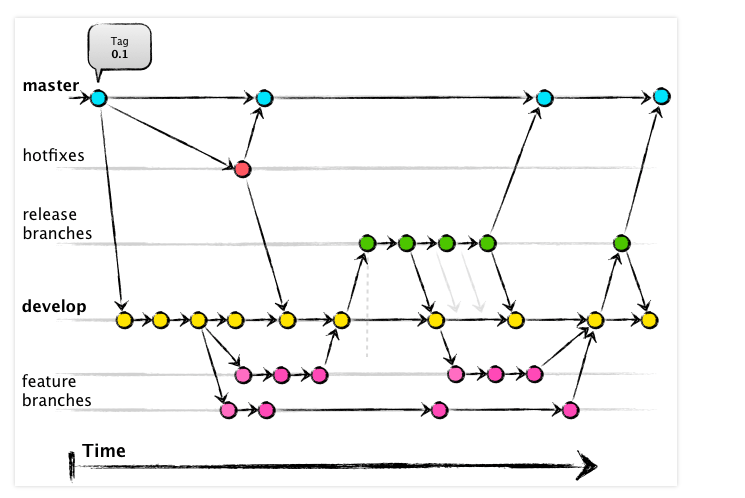 Tag
0.1
master
hotfixes
release
branches
develop
feature
branches
Time